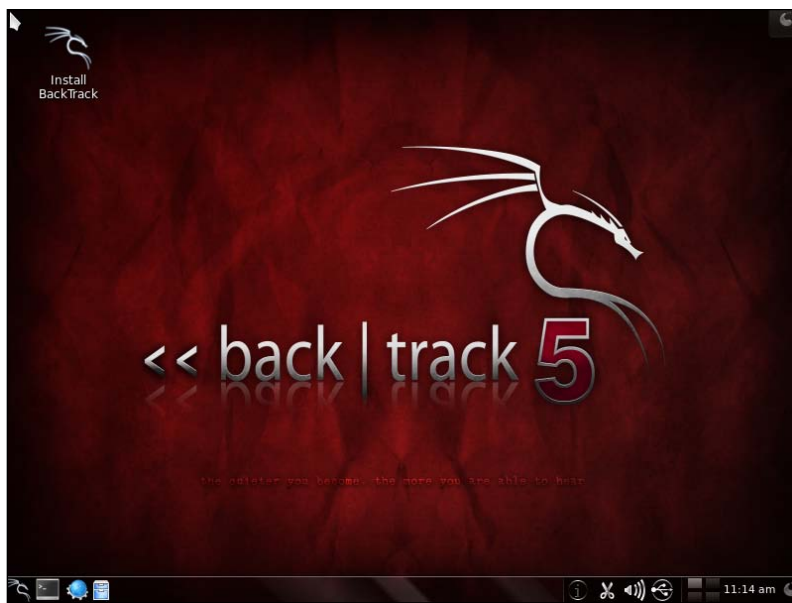 Install
BackTrack
<< back | track 5
the quieter you become, the more you are able to hear
11:14 am